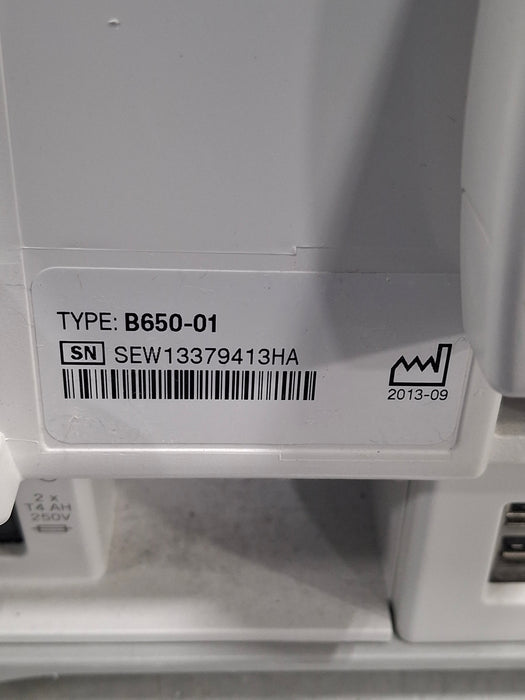 TYPE: B650-01
SN SEW13379413HA
2013-09
2 x
T4 AH
250V